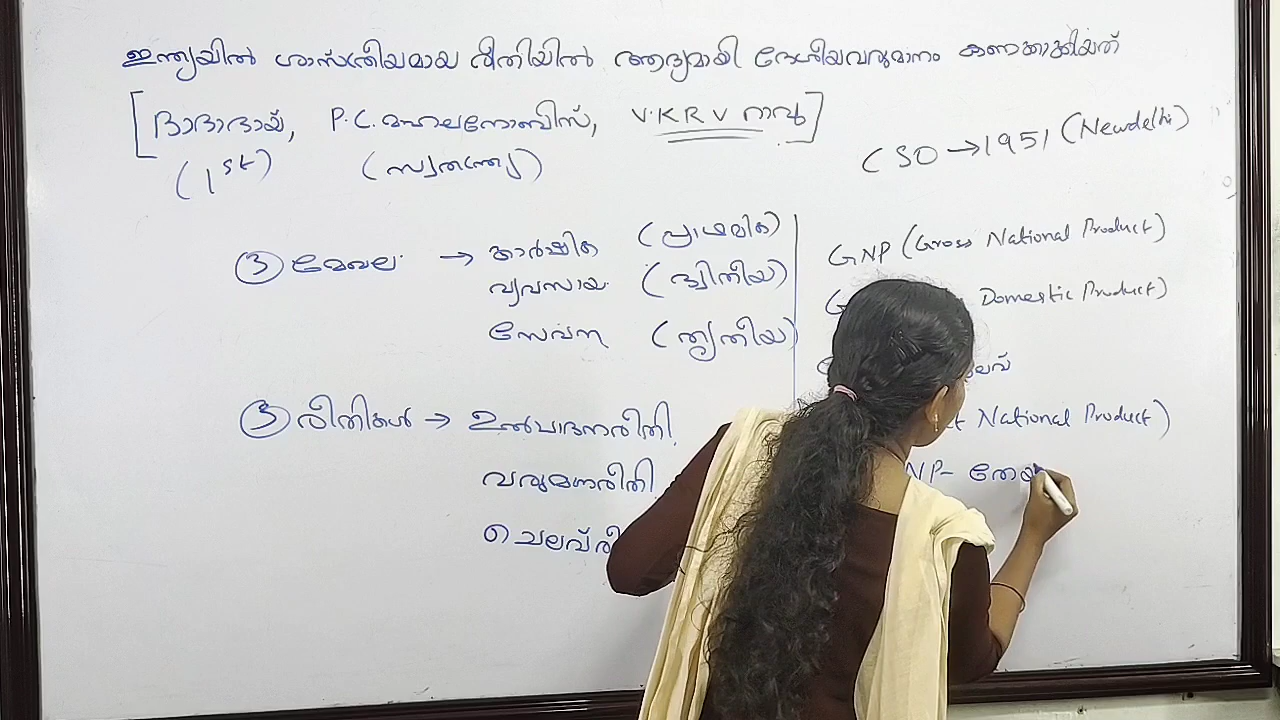 ഇന്ത്യയിൽ ശാസ്ത്രീയമായ രീതിയിൽ ആദ്യമായി ദേശീയവരുമാനം കണക്കാക്കിയത്
[ദാദാഭായ്, P.C. മഹലനോബിസ്, V.K.R.V റാവു]
(1st) (സ്വതന്ത്ര)
CSO → 1951 (Newdelhi)
③ മേഖല → കാർഷിക (പ്രാഥമിക)
വ്യവസായ (ദ്വിതീയ)
സേവന (തൃതീയ)
③ രീതികൾ → ഉൽപാദനരീതി
വരുമാനരീതി
ചെലവ് രീ
GNP (Gross National Product)
G Domestic Product)
National Product)
NP - തേയ